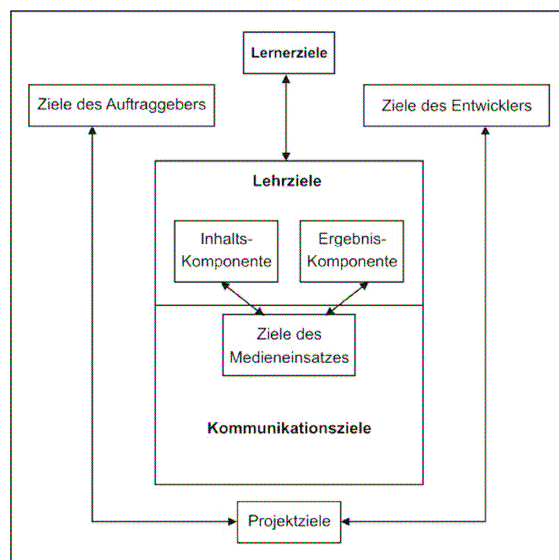 Lernerziele
Ziele des Auftraggebers
Ziele des Entwicklers
Lehrziele
Inhalts-
Komponente
Ergebnis-
Komponente
Ziele des
Medieneinsatzes
Kommunikationsziele
Projektziele